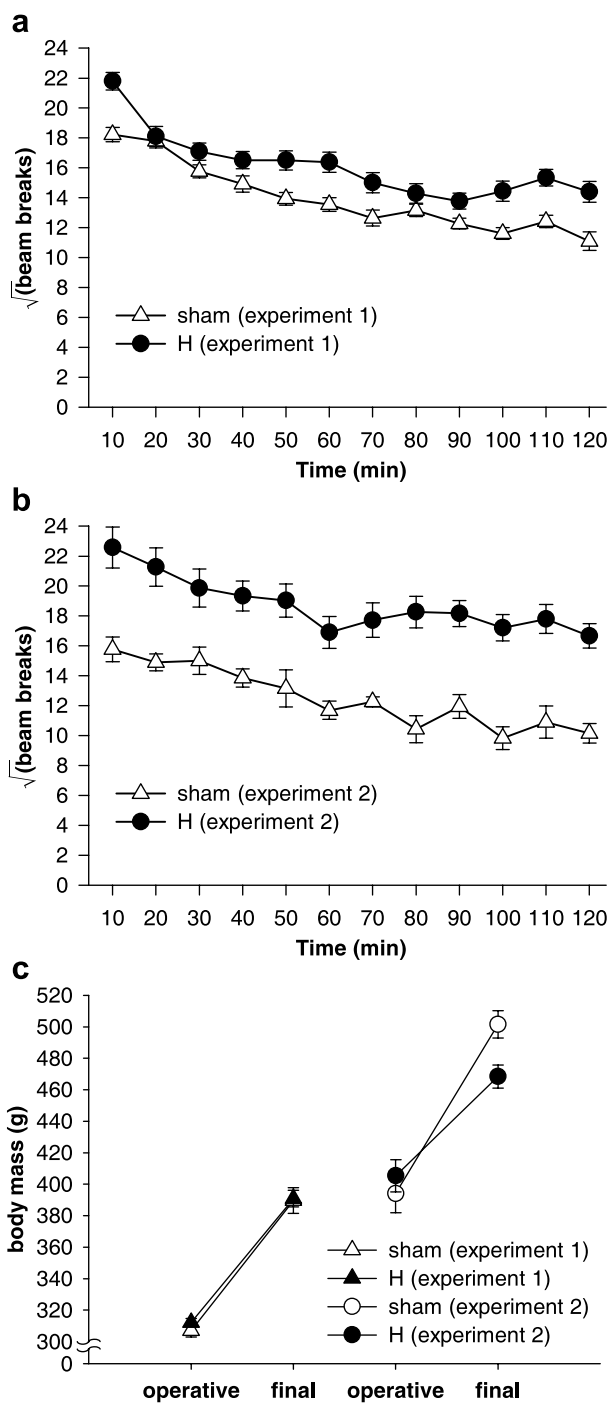 a
24
22
20
18
16
14
12
10
8
6
4
2
0
√(beam breaks)
sham (experiment 1)
H (experiment 1)
10 20 30 40 50 60 70 80 90 100 110 120
Time (min)
b
24
22
20
18
16
14
12
10
8
6
4
2
0
√(beam breaks)
sham (experiment 2)
H (experiment 2)
10 20 30 40 50 60 70 80 90 100 110 120
Time (min)
c
520
500
480
460
440
420
400
380
360
340
320
300
0
body mass (g)
sham (experiment 1)
H (experiment 1)
sham (experiment 2)
H (experiment 2)
operative final operative final